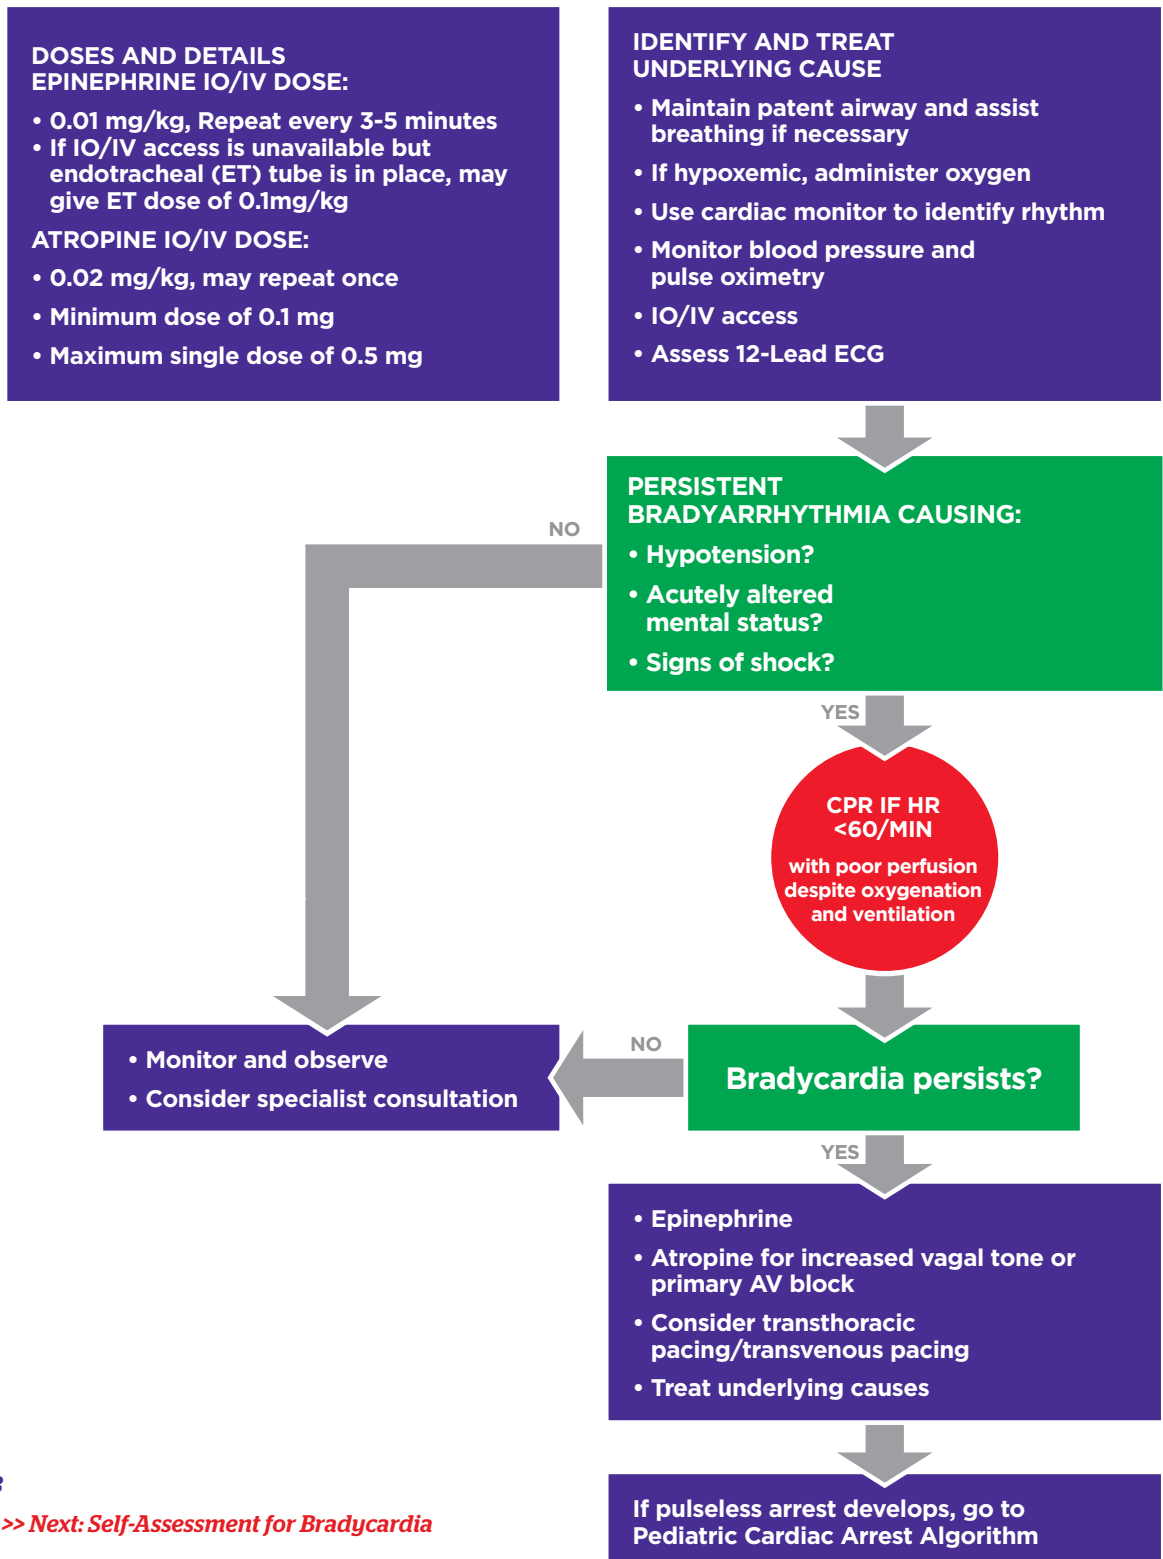 DOSES AND DETAILS
EPINEPHRINE IO/IV DOSE:
• 0.01 mg/kg, Repeat every 3-5 minutes
• If IO/IV access is unavailable but
endotracheal (ET) tube is in place, may
give ET dose of 0.1mg/kg
ATROPINE IO/IV DOSE:
• 0.02 mg/kg, may repeat once
• Minimum dose of 0.1 mg
• Maximum single dose of 0.5 mg
IDENTIFY AND TREAT
UNDERLYING CAUSE
• Maintain patent airway and assist
breathing if necessary
• If hypoxemic, administer oxygen
• Use cardiac monitor to identify rhythm
• Monitor blood pressure and
pulse oximetry
• IO/IV access
• Assess 12-Lead ECG
PERSISTENT
BRADYARRHYTHMIA CAUSING:
• Hypotension?
• Acutely altered
mental status?
• Signs of shock?
NO
YES
CPR IF HR
<60/MIN
with poor perfusion
despite oxygenation
and ventilation
Bradycardia persists?
NO
• Monitor and observe
• Consider specialist consultation
YES
• Epinephrine
• Atropine for increased vagal tone or
primary AV block
• Consider transthoracic
pacing/transvenous pacing
• Treat underlying causes
If pulseless arrest develops, go to
Pediatric Cardiac Arrest Algorithm
>> Next: Self-Assessment for Bradycardia